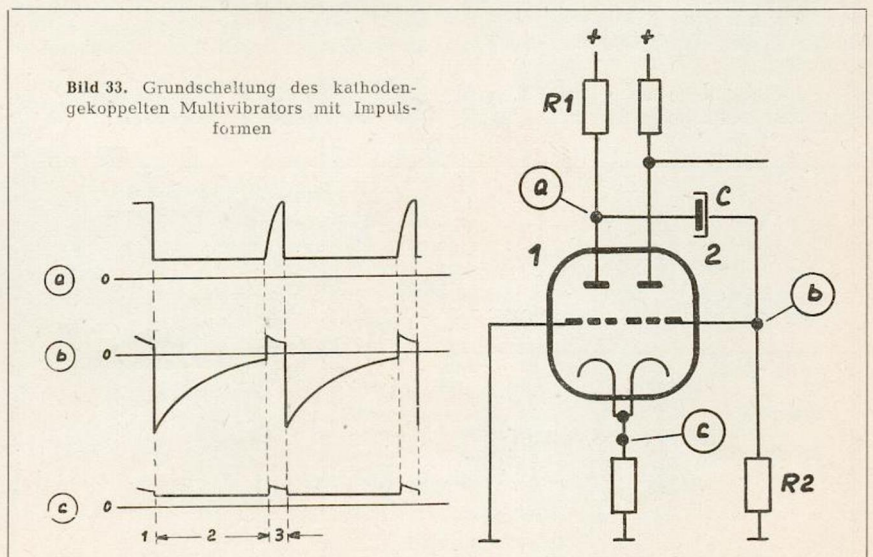 Bild 33. Grundschaltung des kathoden-
gekoppelten Multivibrators mit Impuls-
formen
+ +
R1
a
C
1 2
b
c
R2
a 0
b 0
c 0
1 2 3